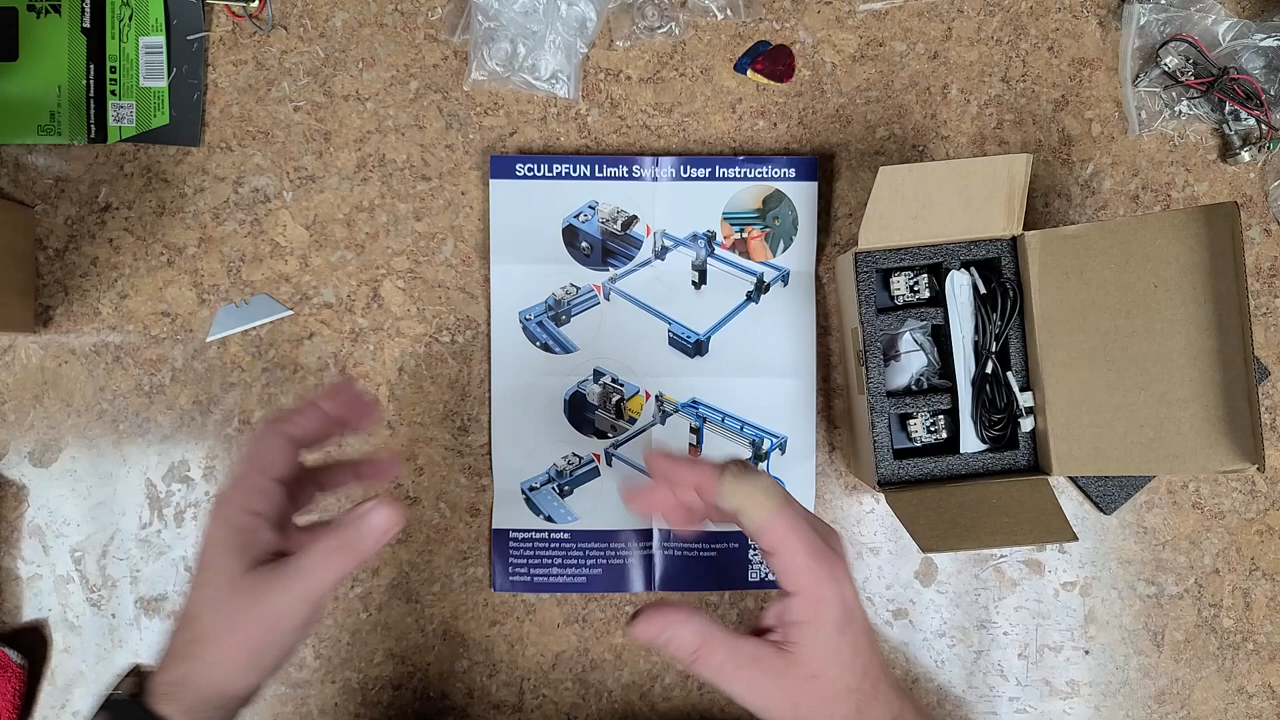 SCULPFUN Limit Switch User Instructions
Important note:
Because there are many installation steps, it is strongly recommended to watch the
YouTube installation video. Follow the video installation will be much easier.
Please scan the QR code to get the video URL
E-mail: support@sculpfun3d.com
website: www.sculpfun.com
5